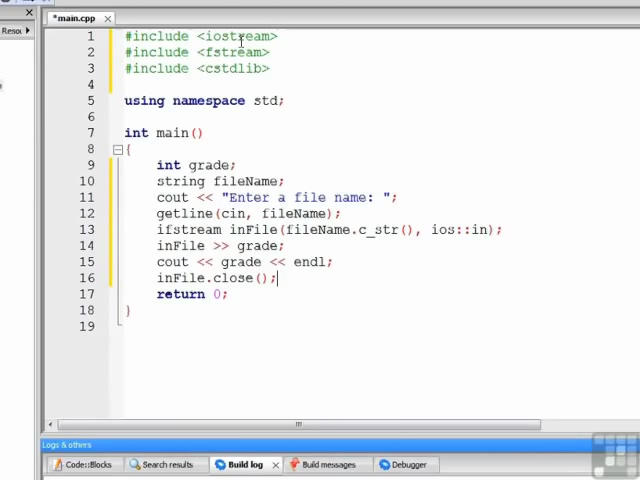 Resou
*main.cpp
1 #include <iostream>
2 #include <fstream>
3 #include <cstdlib>
4
5 using namespace std;
6
7 int main()
8 {
9 int grade;
10 string fileName;
11 cout << "Enter a file name: ";
12 getline(cin, fileName);
13 ifstream inFile(fileName.c_str(), ios::in);
14 inFile >> grade;
15 cout << grade << endl;
16 inFile.close();
17 return 0;
18 }
19
Logs & others
Code::Blocks Search results Build log Build messages Debugger